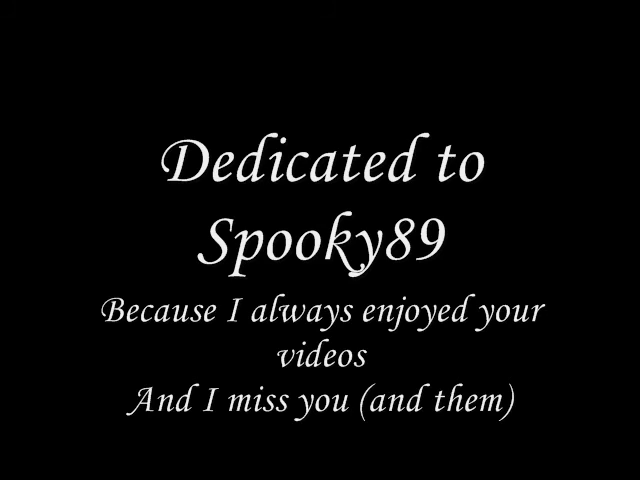 Dedicated to
Spooky89
Because I always enjoyed your
videos
And I miss you (and them)